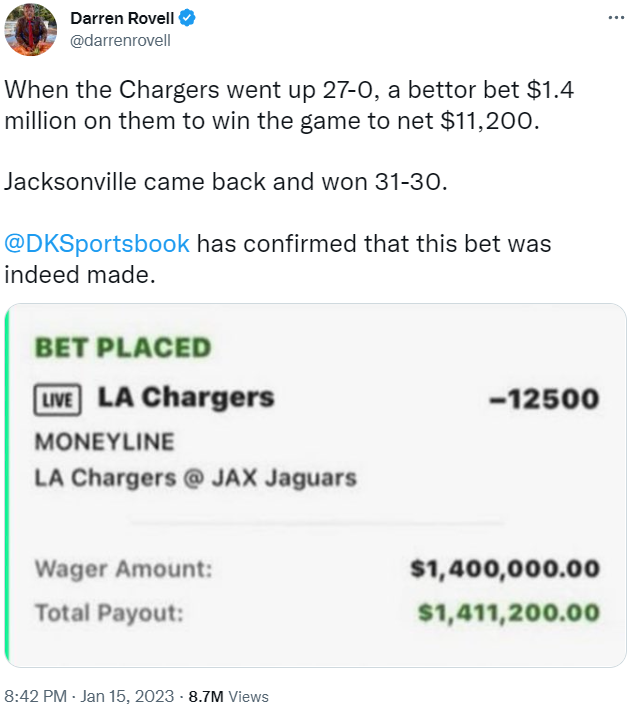 Darren Rovell
@darrenrovell
When the Chargers went up 27-0, a bettor bet $1.4
million on them to win the game to net $11,200.
Jacksonville came back and won 31-30.
@DKSportsbook has confirmed that this bet was
indeed made.
BET PLACED
LIVE LA Chargers −12500
MONEYLINE
LA Chargers @ JAX Jaguars
Wager Amount: $1,400,000.00
Total Payout: $1,411,200.00
8:42 PM · Jan 15, 2023 · 8.7M Views